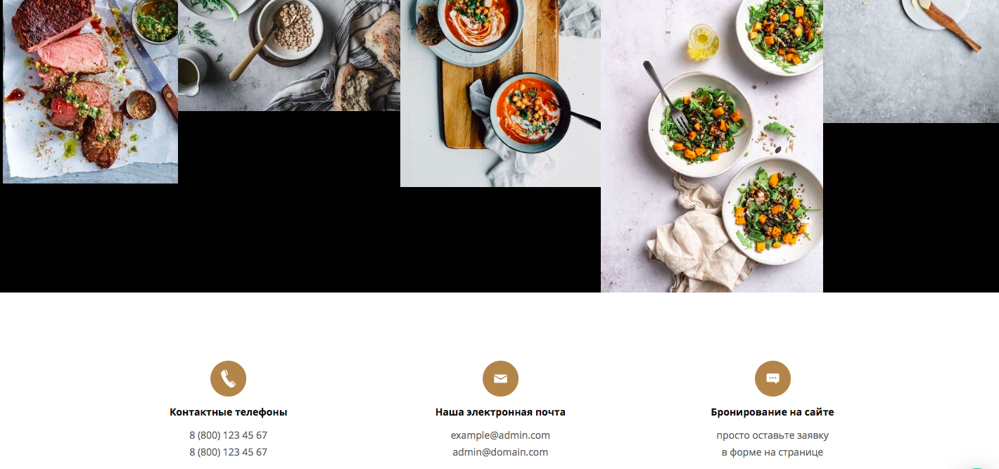 Контактные телефоны
8 (800) 123 45 67
8 (800) 123 45 67
Наша электронная почта
example@admin.com
admin@domain.com
Бронирование на сайте
просто оставьте заявку
в форме на странице